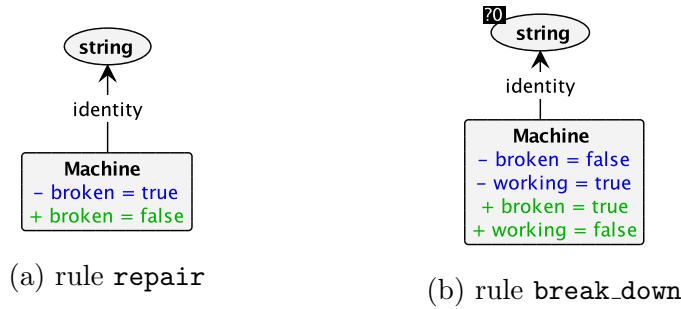 string
identity
Machine
– broken = true
+ broken = false
(a) rule repair
?0
string
identity
Machine
– broken = false
– working = true
+ broken = true
+ working = false
(b) rule break_down